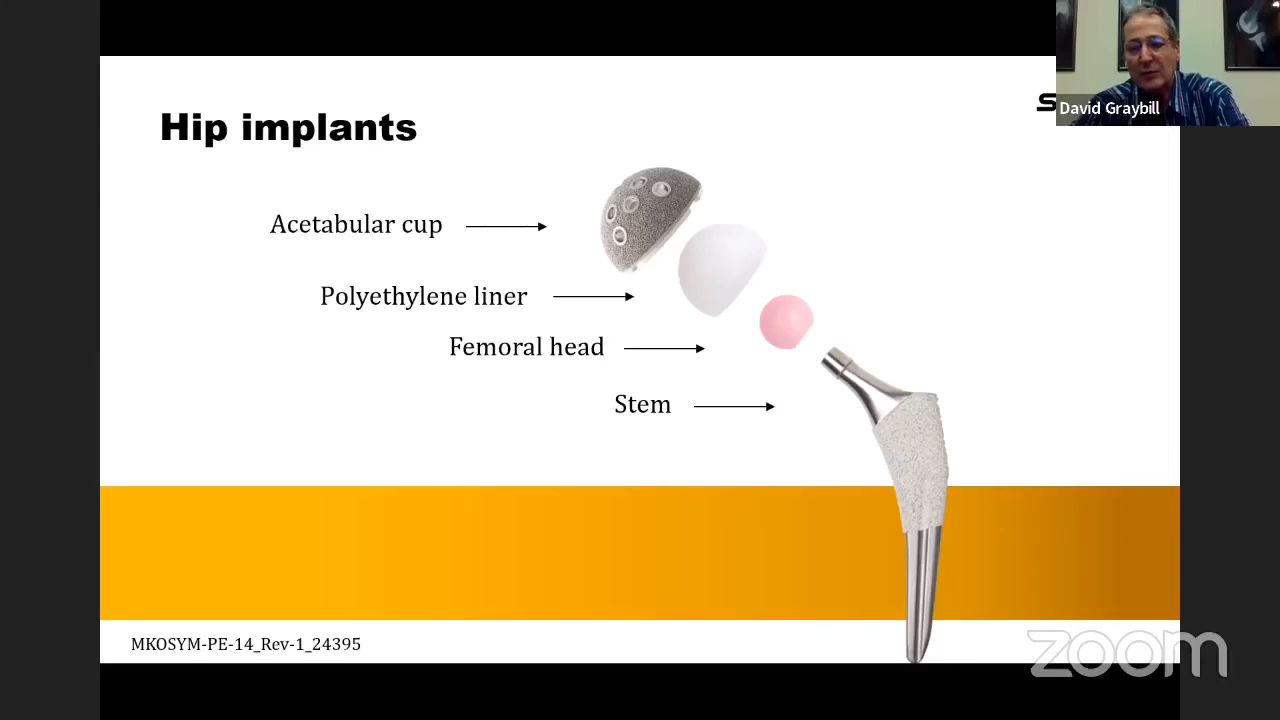 Hip implants
David Graybill
Acetabular cup
Polyethylene liner
Femoral head
Stem
MKOSYM-PE-14_Rev-1_24395
zoom